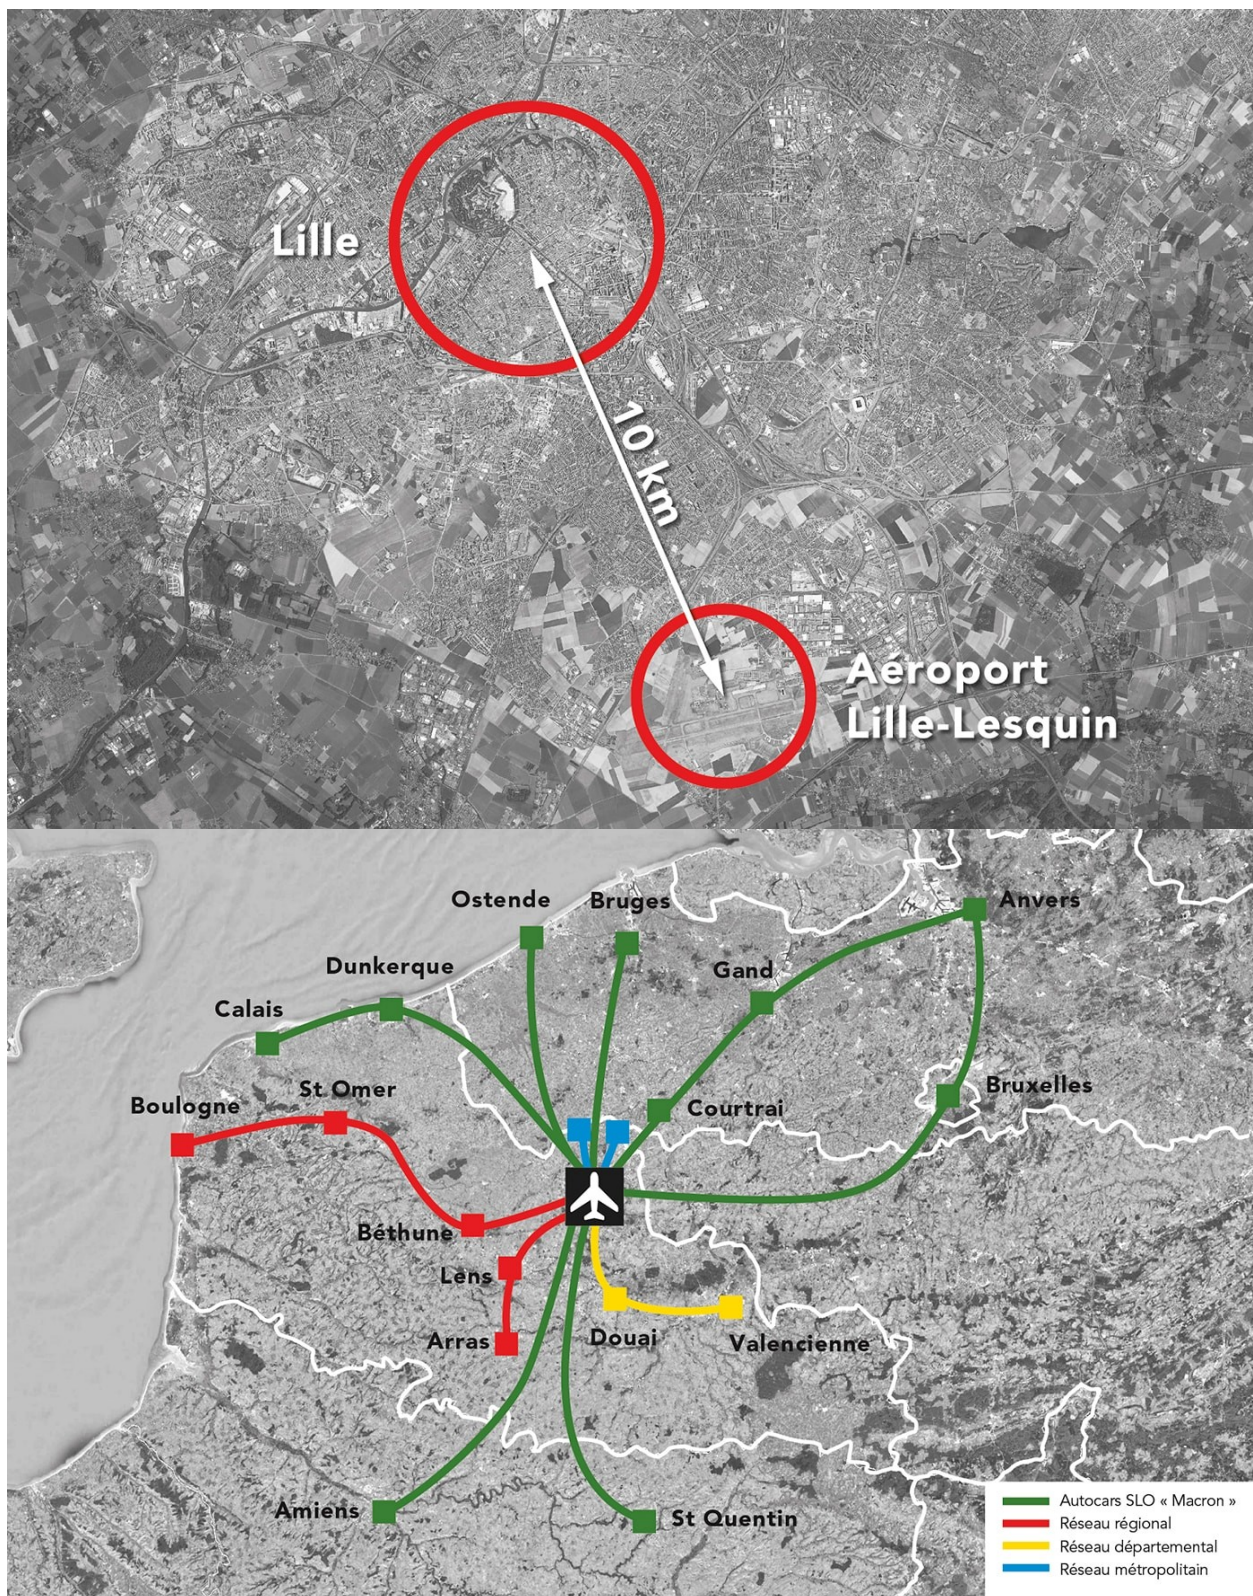 Lille
10 km
Aéroport
Lille-Lesquin
Ostende
Bruges
Anvers
Dunkerque
Gand
Calais
Bruxelles
St Omer
Boulogne
Courtrai
Béthune
Lens
Arras
Douai
Valencienne
Amiens
St Quentin
Autocars SLO « Macron »
Réseau régional
Réseau départemental
Réseau métropolitain